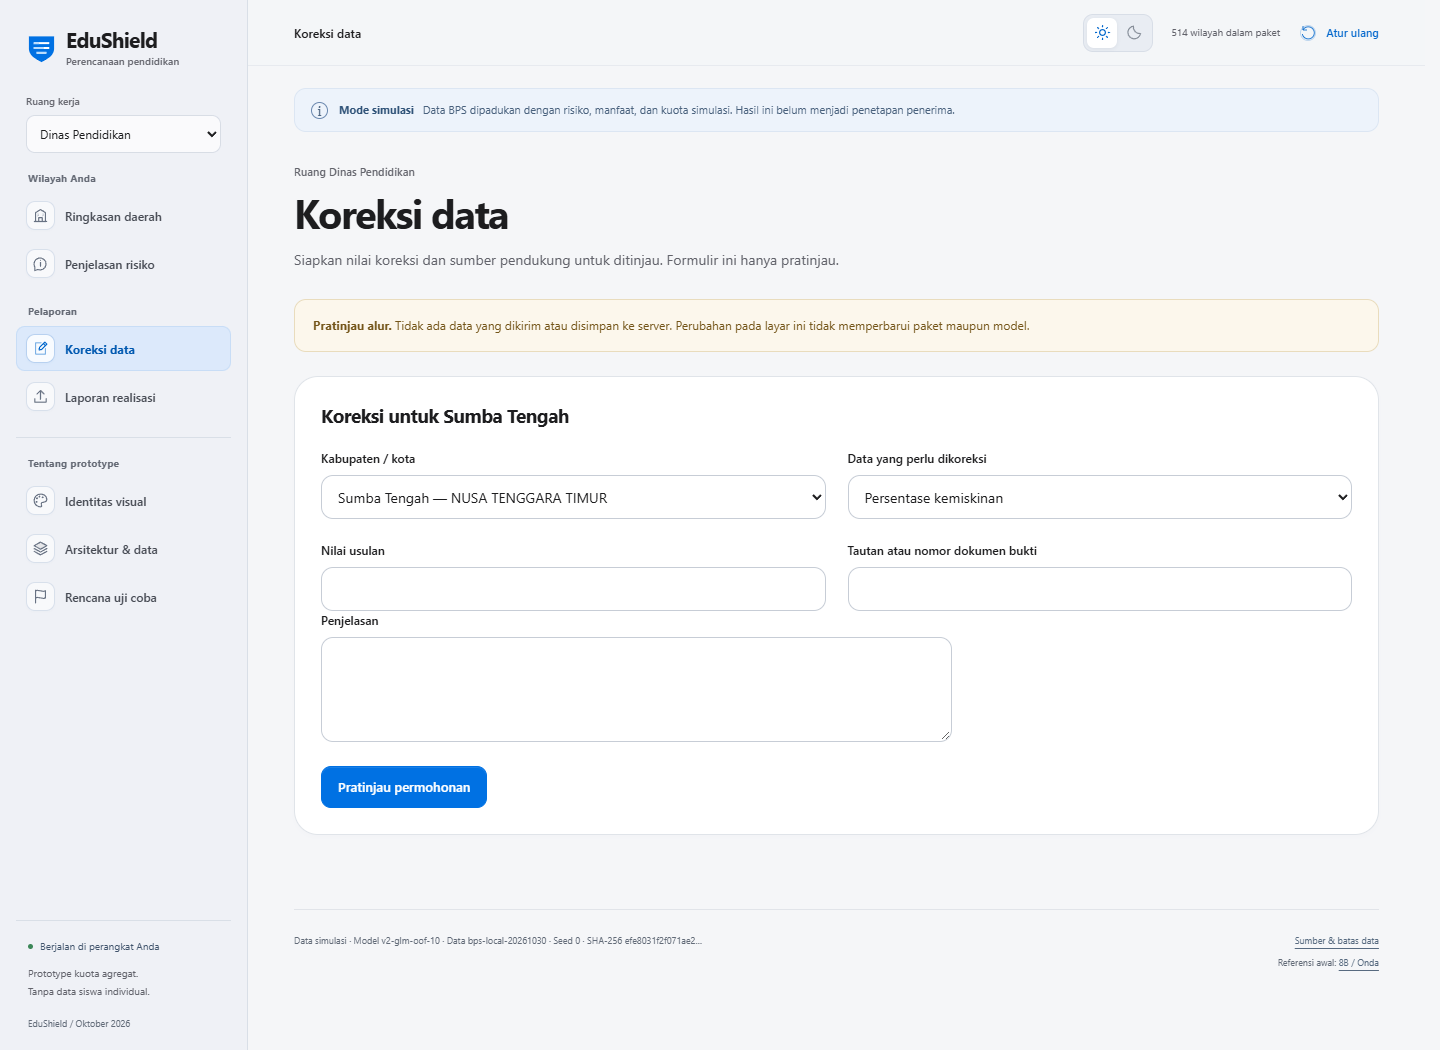 EduShield
Perencanaan pendidikan
Ruang kerja
Dinas Pendidikan
Wilayah Anda
Ringkasan daerah
Penjelasan risiko
Pelaporan
Koreksi data
Laporan realisasi
Tentang prototype
Identitas visual
Arsitektur & data
Rencana uji coba
Berjalan di perangkat Anda
Prototype kuota agregat.
Tanpa data siswa individual.
EduShield / Oktober 2026
Koreksi data
514 wilayah dalam paket
Atur ulang
Mode simulasi Data BPS dipadukan dengan risiko, manfaat, dan kuota simulasi. Hasil ini belum menjadi penetapan penerima.
Ruang Dinas Pendidikan
Koreksi data
Siapkan nilai koreksi dan sumber pendukung untuk ditinjau. Formulir ini hanya pratinjau.
Pratinjau alur. Tidak ada data yang dikirim atau disimpan ke server. Perubahan pada layar ini tidak memperbarui paket maupun model.
Koreksi untuk Sumba Tengah
Kabupaten / kota
Sumba Tengah — NUSA TENGGARA TIMUR
Data yang perlu dikoreksi
Persentase kemiskinan
Nilai usulan
Tautan atau nomor dokumen bukti
Penjelasan
Pratinjau permohonan
Data simulasi · Model v2-glm-oof-10 · Data bps-local-20261030 · Seed 0 · SHA-256 efe8031f2f071ae2…
Sumber & batas data
Referensi awal: 8B / Onda